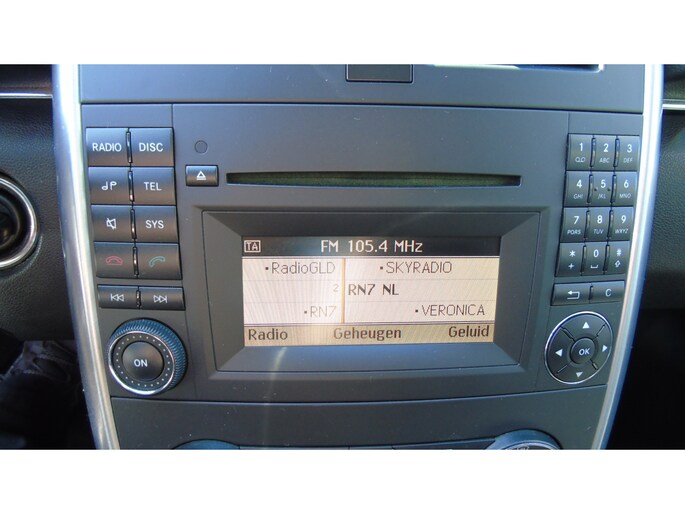 RADIO DISC
TEL
SYS
ON
TA FM 105.4 MHz
•RadioGLD •SKYRADIO
2 RN7 NL
•RN7 •VERONICA
Radio Geheugen Geluid
1 2 ABC 3 DEF
4 GHI 5 JKL 6 MNO
7 PQRS 8 TUV 9 WXYZ
* 0 #
+
C
OK